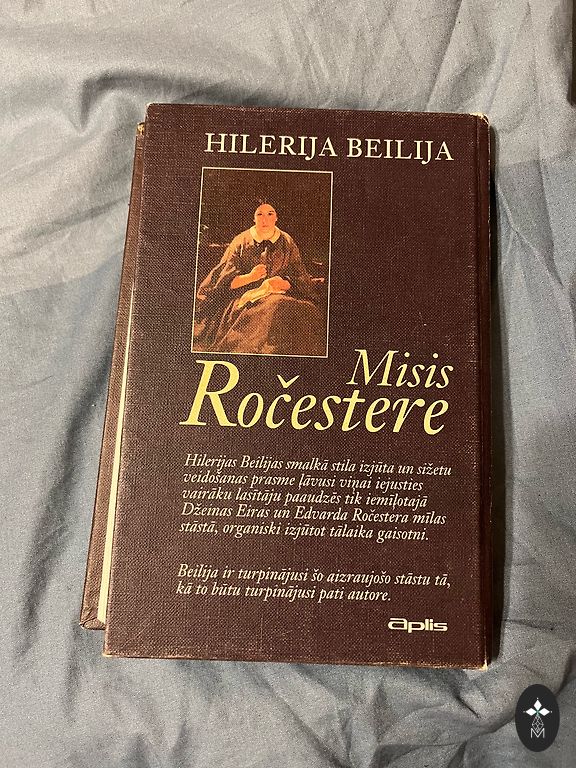 HILERIJA BEILIJA
Misis
Ročestere
Hilerijas Beilijas smalkā stila izjūta un sižetu
veidošanas prasme ļāvusi viņai iejusties
vairāku lasītāju paaudzēs tik iemīļotajā
Džeinas Eiras un Edvarda Ročestera mīlas
stāstā, organiski izjūtot tālaika gaisotni.
Beilija ir turpinājusi šo aizraujošo stāstu tā,
kā to būtu turpinājusi pati autore.
āplis
M